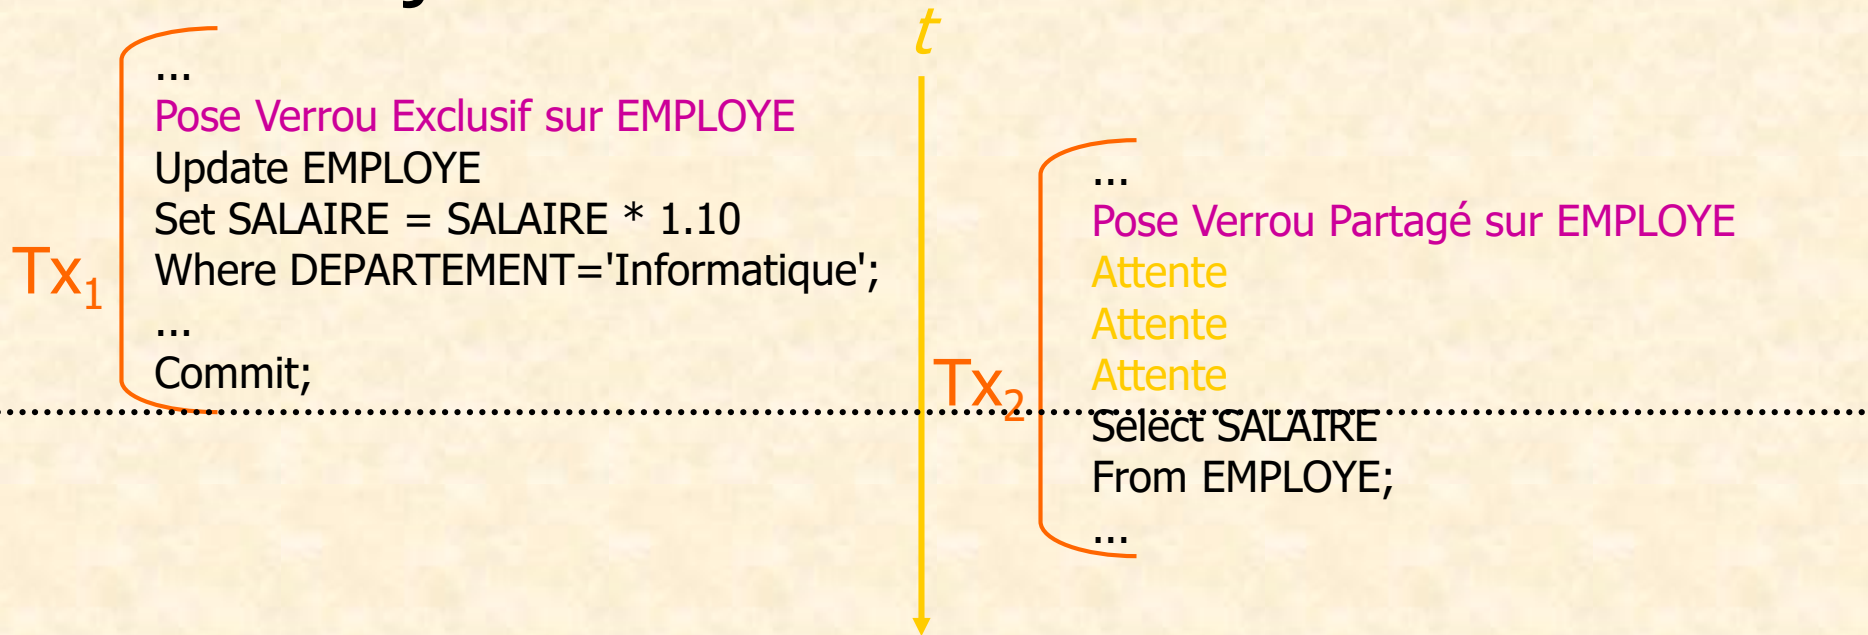 t
...
Pose Verrou Exclusif sur EMPLOYE
Update EMPLOYE
Set SALAIRE = SALAIRE * 1.10
Where DEPARTEMENT='Informatique';
...
Commit;
Tx1
...
Pose Verrou Partagé sur EMPLOYE
Attente
Attente
Attente
Select SALAIRE
From EMPLOYE;
...
Tx2